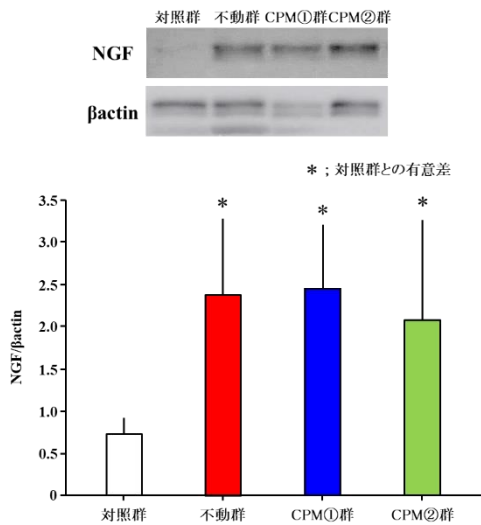 対照群 不動群 CPM①群 CPM②群
NGF
βactin
* ; 対照群との有意差
3.5
3.0
2.5
2.0
1.5
1.0
0.5
0
NGF/βactin
* * *
対照群 不動群 CPM①群 CPM②群